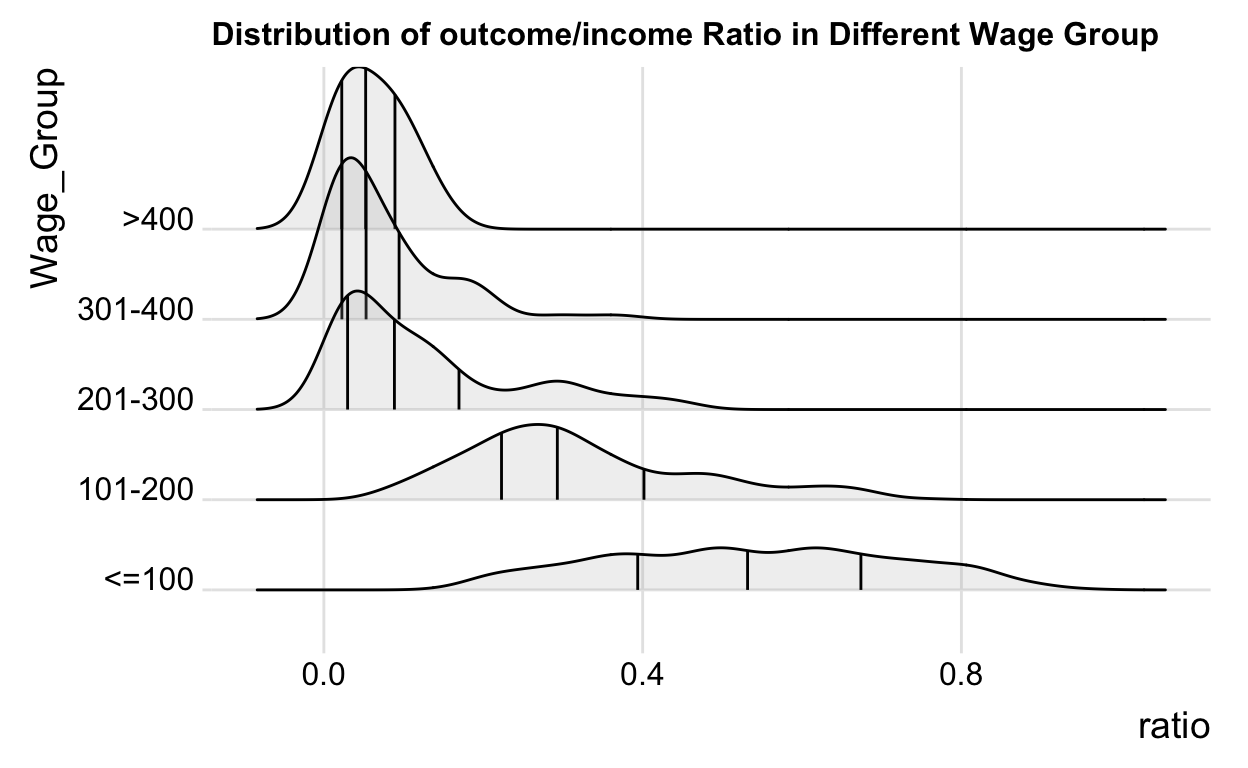 Distribution of outcome/income Ratio in Different Wage Group
Wage_Group
>400
301-400
201-300
101-200
<=100
0.0 0.4 0.8
ratio